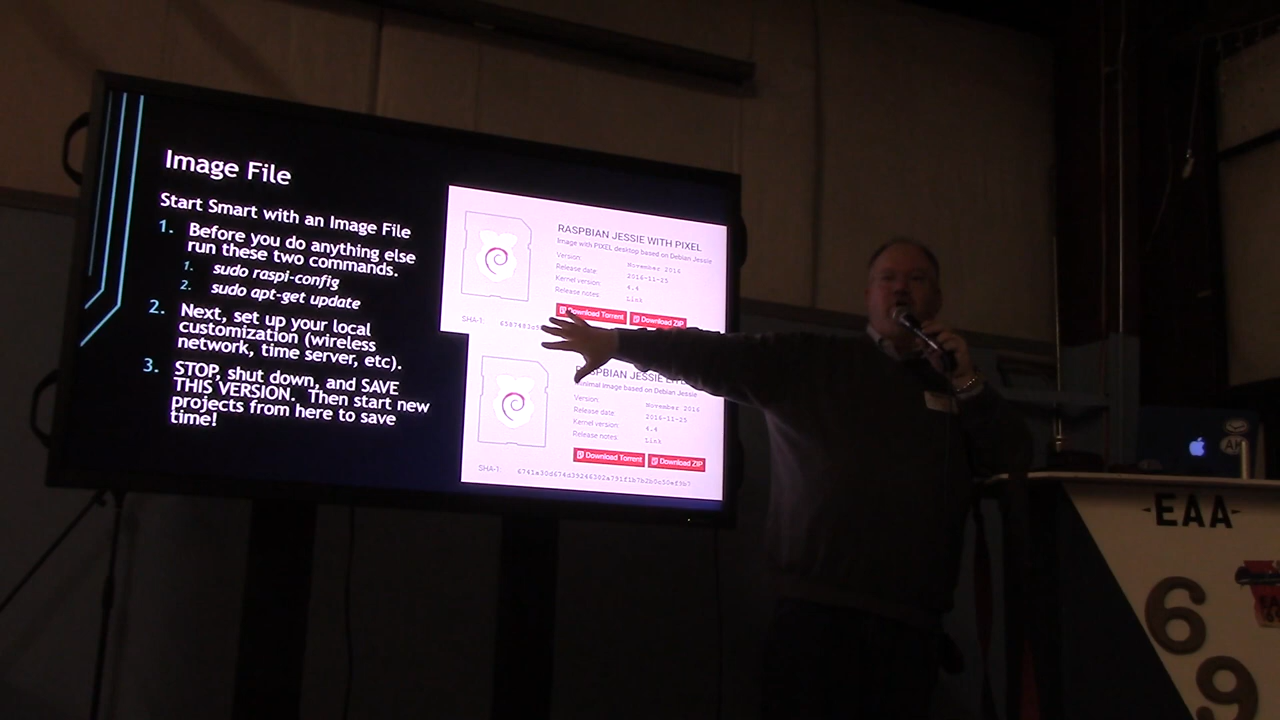 Image File
Start Smart with an Image File
1. Before you do anything else
run these two commands.
1. sudo raspi-config
2. sudo apt-get update
2. Next, set up your local
customization (wireless
network, time server, etc).
3. STOP, shut down, and SAVE
THIS VERSION. Then start new
projects from here to save
time!
RASPBIAN JESSIE WITH PIXEL
Image with PIXEL desktop based on Debian Jessie
Version: November 2016
Release date: 2016-11-25
Kernel version: 4.4
Release notes: Link
Download Torrent Download ZIP
SHA-1:
RASPBIAN JESSIE
Minimal image based on Debian Jessie
Version: November 2016
Release date: 2016-11-25
Kernel version: 4.4
Release notes: Link
Download Torrent Download ZIP
SHA-1:
EAA
69